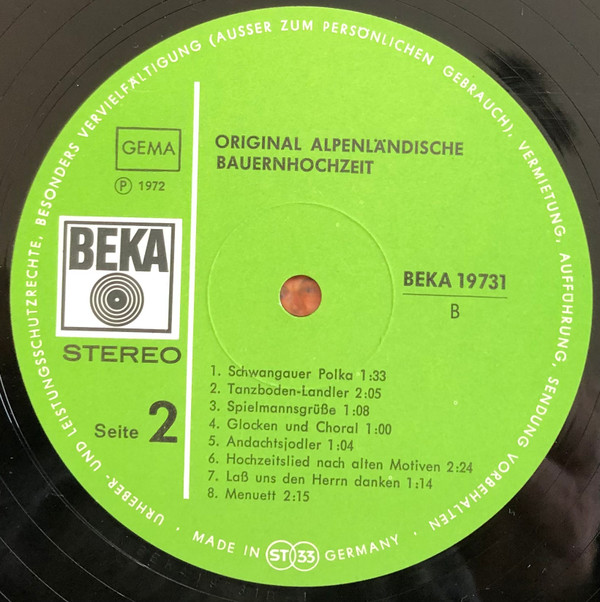 URHEBER- UND LEISTUNGSSCHUTZRECHTE, BESONDERS VERVIELFÄLTIGUNG (AUSSER ZUM PERSÖNLICHEN GEBRAUCH), VERMIETUNG, AUFFÜHRUNG, SENDUNG VORBEHALTEN
GEMA
Ⓟ 1972
ORIGINAL ALPENLÄNDISCHE
BAUERNHOCHZEIT
BEKA
STEREO
BEKA 19731
B
Seite 2
1. Schwangauer Polka 1:33
2. Tanzboden-Landler 2:05
3. Spielmannsgrüße 1:08
4. Glocken und Choral 1:00
5. Andachtsjodler 1:04
6. Hochzeitslied nach alten Motiven 2:24
7. Laß uns den Herrn danken 1:14
8. Menuett 2:15
· MADE IN ST 33 GERMANY ·